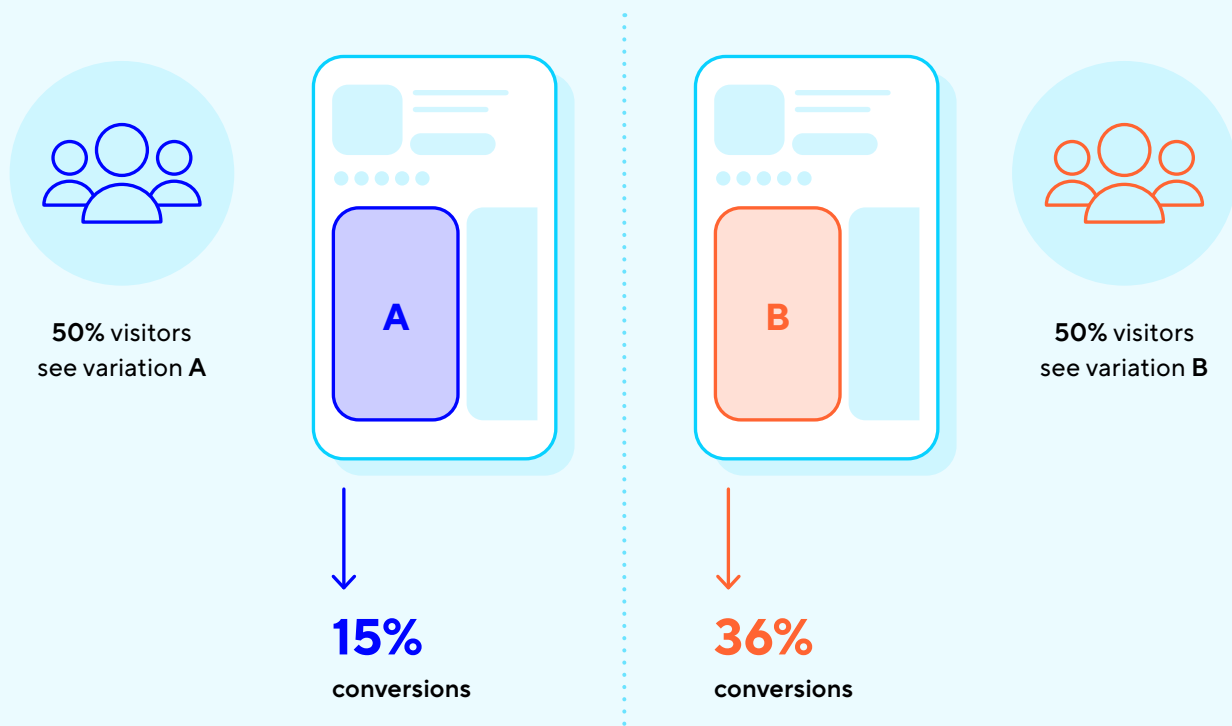 50% visitors
see variation A
A
15%
conversions
B
36%
conversions
50% visitors
see variation B